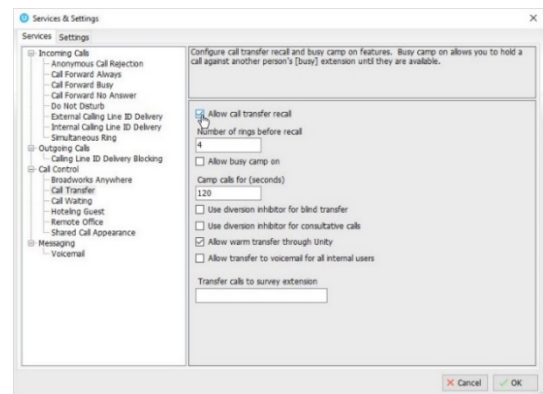 Services & Settings
Services Settings
Incoming Calls
Anonymous Call Rejection
Call Forward Always
Call Forward Busy
Call Forward No Answer
Do Not Disturb
External Calling Line ID Delivery
Internal Calling Line ID Delivery
Simultaneous Ring
Outgoing Calls
Calling Line ID Delivery Blocking
Call Control
Broadworks Anywhere
Call Transfer
Call Waiting
Hoteling Guest
Remote Office
Shared Call Appearance
Messaging
Voicemail
Configure call transfer recall and busy camp on features. Busy camp on allows you to hold a
call against another person's [busy] extension until they are available.
Allow call transfer recall
Number of rings before recall
4
Allow busy camp on
Camp calls for (seconds)
120
Use diversion inhibitor for blind transfer
Use diversion inhibitor for consultative calls
Allow warm transfer through Unity
Allow transfer to voicemail for all internal users
Transfer calls to survey extension
Cancel
OK